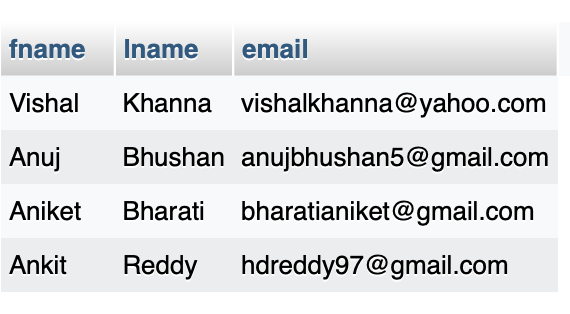 fname lname email
Vishal Khanna vishalkhanna@yahoo.com
Anuj Bhushan anujbhushan5@gmail.com
Aniket Bharati bharatianiket@gmail.com
Ankit Reddy hdreddy97@gmail.com